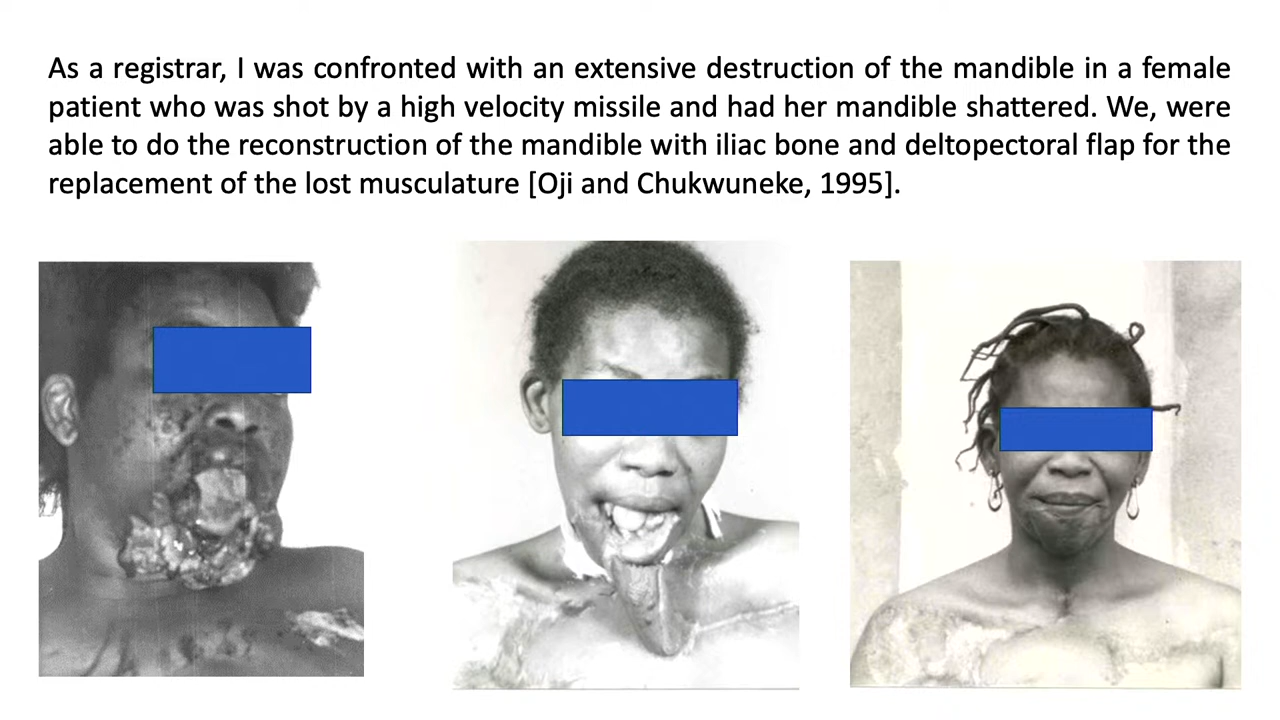 As a registrar, I was confronted with an extensive destruction of the mandible in a female
patient who was shot by a high velocity missile and had her mandible shattered. We, were
able to do the reconstruction of the mandible with iliac bone and deltopectoral flap for the
replacement of the lost musculature [Oji and Chukwuneke, 1995].